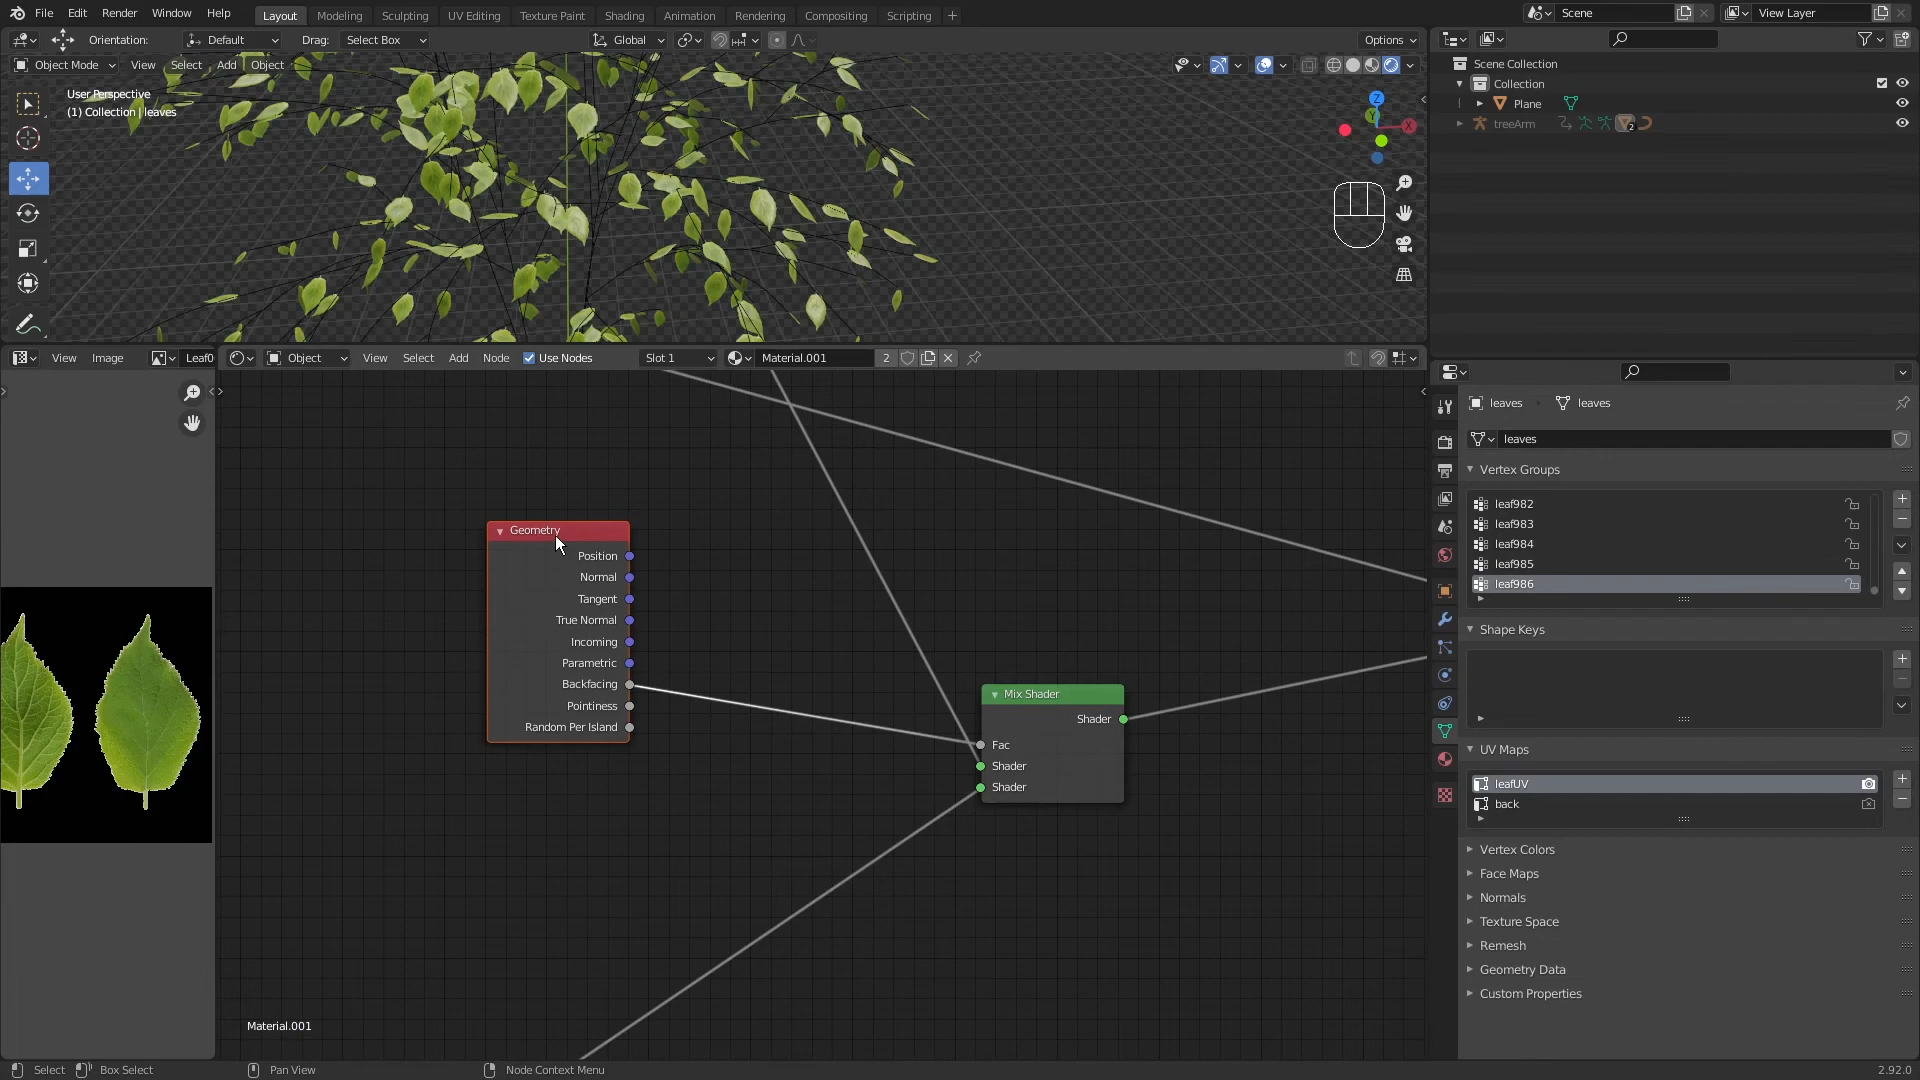 File Edit Render Window Help Layout Modeling Sculpting UV Editing Texture Paint Shading Animation Rendering Compositing Scripting + Scene View Layer
Orientation: Default Drag: Select Box Global Options
Object Mode View Select Add Object
User Perspective
(1) Collection | leaves
Z
Y
X
Scene Collection
Collection
Plane
treeArm 2
View Image Leaf0
Object View Select Add Node Use Nodes Slot 1 Material.001 2
Geometry
Position
Normal
Tangent
True Normal
Incoming
Parametric
Backfacing
Pointiness
Random Per Island
Mix Shader
Shader
Fac
Shader
Shader
Material.001
leaves leaves
leaves
Vertex Groups
leaf982
leaf983
leaf984
leaf985
leaf986
Shape Keys
UV Maps
leafUV
back
Vertex Colors
Face Maps
Normals
Texture Space
Remesh
Geometry Data
Custom Properties
Select Box Select Pan View Node Context Menu 2.92.0